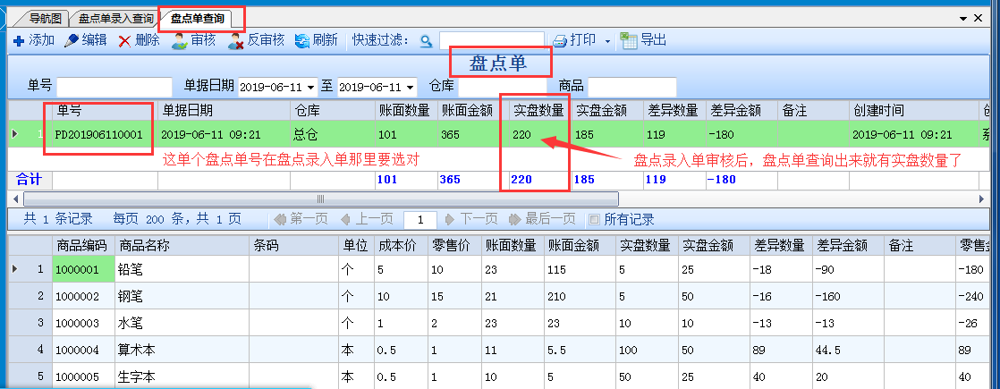 导航图 盘点单录入查询 盘点单查询
添加 编辑 删除 审核 反审核 刷新 快速过滤： 打印 导出
盘点单
单号 单据日期 2019-06-11 至 2019-06-11 仓库 商品
单号 单据日期 仓库 账面数量 账面金额 实盘数量 实盘金额 差异数量 差异金额 备注 创建时间
1 PD201906110001 2019-06-11 09:21 总仓 101 365 220 185 119 -180 2019-06-11 09:21
这单个盘点单号在盘点录入单那里要选对 盘点录入单审核后，盘点单查询出来就有实盘数量了
合计 101 365 220 185 119 -180
共 1 条记录 每页 200 条，共 1 页 第一页 上一页 1 下一页 最后一页 所有记录
商品编码 商品名称 条码 单位 成本价 零售价 账面数量 账面金额 实盘数量 实盘金额 差异数量 差异金额 备注 零售
1 1000001 铅笔 个 5 10 23 115 5 25 -18 -90 -180
2 1000002 钢笔 个 10 15 21 210 5 50 -16 -160 -240
3 1000003 水笔 个 1 2 23 23 10 10 -13 -13 -26
4 1000004 算术本 本 0.5 1 11 5.5 100 50 89 44.5 89
5 1000005 生字本 本 0.5 1 10 5 50 25 40 20 40